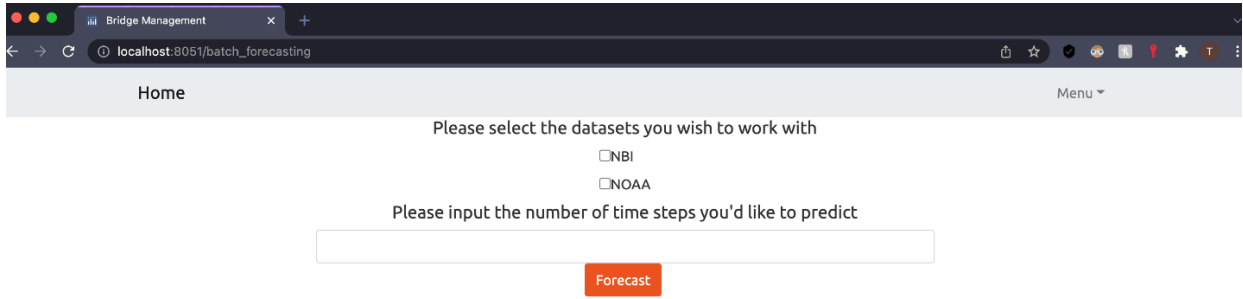 Bridge Management
localhost:8051/batch_forecasting
T
Home
Menu
Please select the datasets you wish to work with
NBI
NOAA
Please input the number of time steps you'd like to predict
Forecast